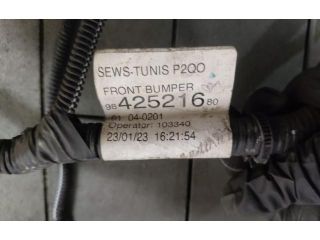 SEWS-TUNIS P2QO
FRONT BUMPER
98 425216 80
01 04-0201
Operator: 103340
23/01/23 16:21:54